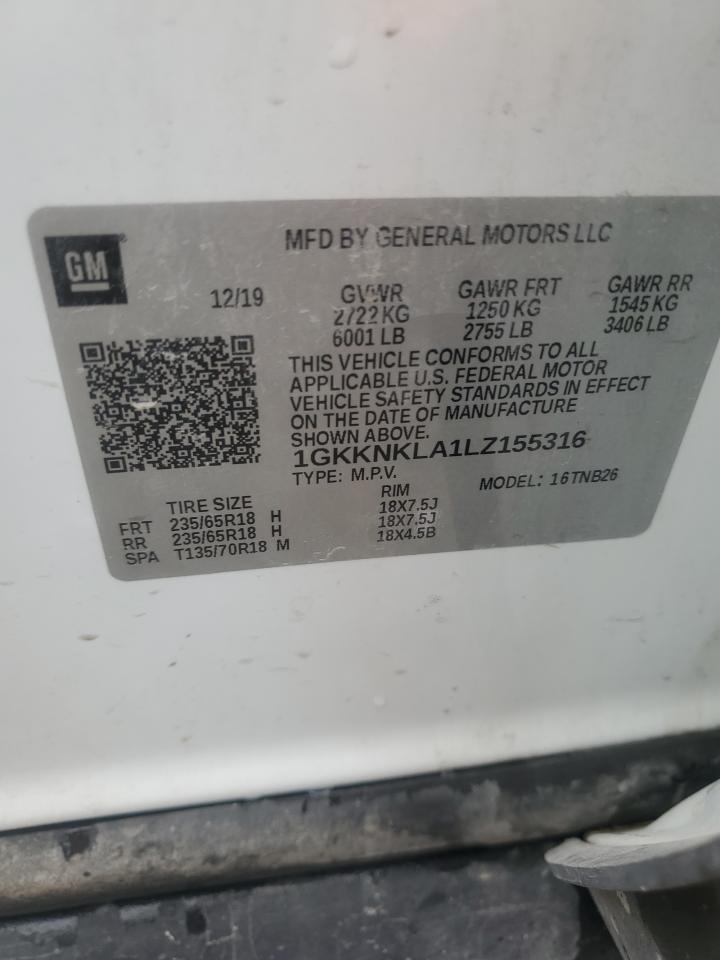 GM
MFD BY GENERAL MOTORS LLC
12/19
GVWR GAWR FRT GAWR RR
2722 KG 1250 KG 1545 KG
6001 LB 2755 LB 3406 LB
THIS VEHICLE CONFORMS TO ALL
APPLICABLE U.S. FEDERAL MOTOR
VEHICLE SAFETY STANDARDS IN EFFECT
ON THE DATE OF MANUFACTURE
SHOWN ABOVE.
1GKKNKLA1LZ155316
TYPE: M.P.V. MODEL: 16TNB26
TIRE SIZE RIM
FRT 235/65R18 H 18X7.5J
RR 235/65R18 H 18X7.5J
SPA T135/70R18 M 18X4.5B